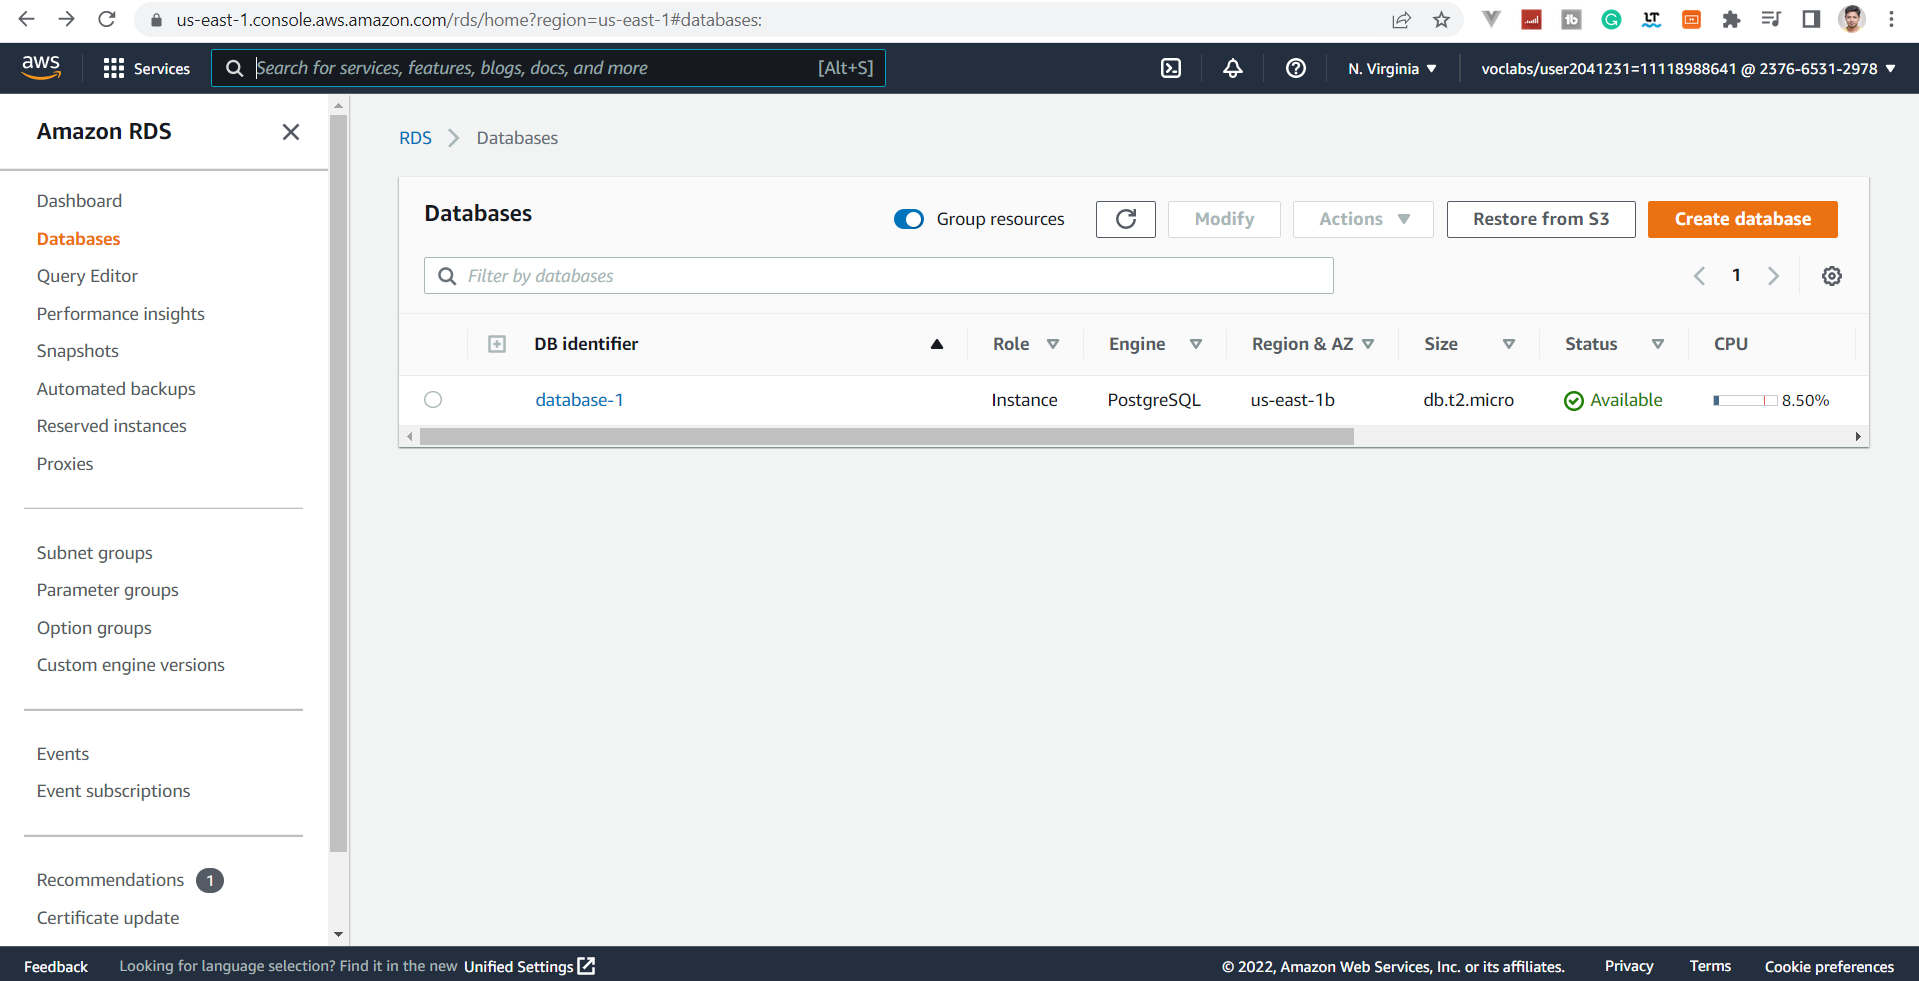 us-east-1.console.aws.amazon.com/rds/home?region=us-east-1#databases:
aws
Services
Search for services, features, blogs, docs, and more
[Alt+S]
N. Virginia
voclabs/user2041231=11118988641 @ 2376-6531-2978
Amazon RDS
Dashboard
Databases
Query Editor
Performance insights
Snapshots
Automated backups
Reserved instances
Proxies
Subnet groups
Parameter groups
Option groups
Custom engine versions
Events
Event subscriptions
Recommendations 1
Certificate update
RDS Databases
Databases
Group resources
Modify
Actions
Restore from S3
Create database
Filter by databases
1
DB identifier Role Engine Region & AZ Size Status CPU
database-1 Instance PostgreSQL us-east-1b db.t2.micro Available 8.50%
Feedback
Looking for language selection? Find it in the new Unified Settings
© 2022, Amazon Web Services, Inc. or its affiliates.
Privacy
Terms
Cookie preferences